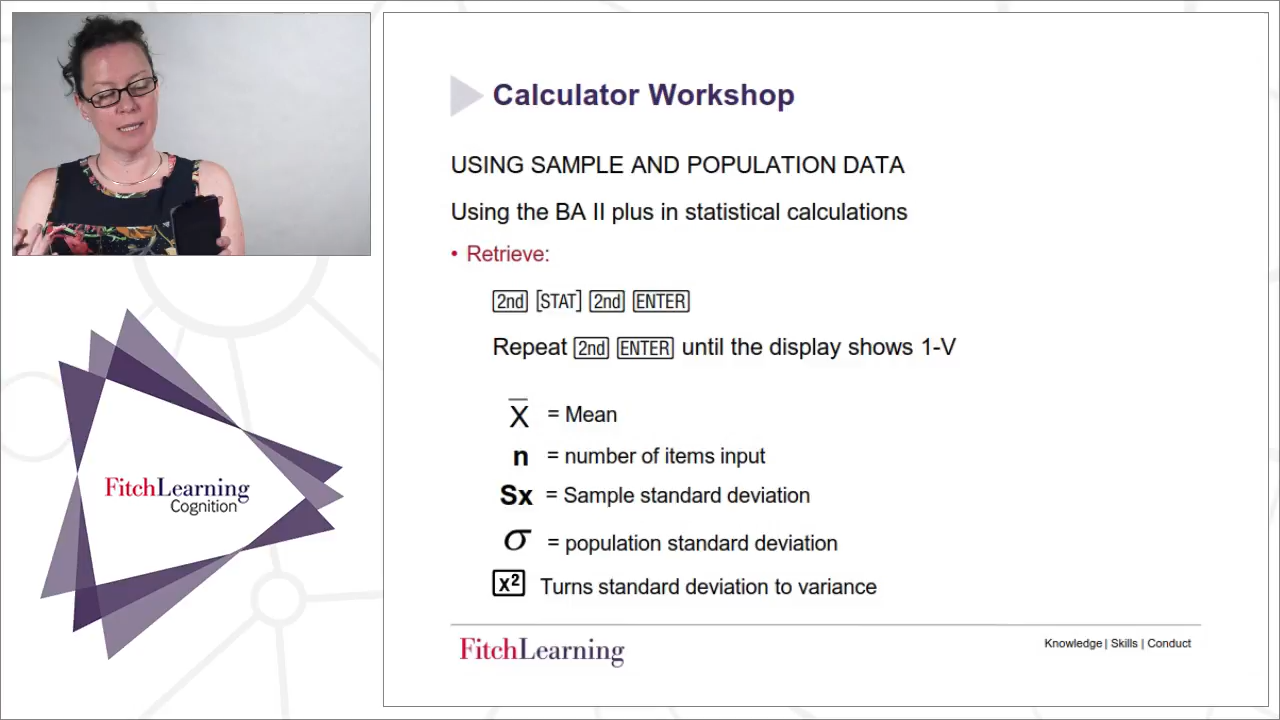 Calculator Workshop
USING SAMPLE AND POPULATION DATA
Using the BA II plus in statistical calculations
• Retrieve:
2nd [STAT] 2nd ENTER
Repeat 2nd ENTER until the display shows 1-V
X̅ = Mean
n = number of items input
Sx = Sample standard deviation
σ = population standard deviation
x² Turns standard deviation to variance
FitchLearning
Knowledge | Skills | Conduct
FitchLearning
Cognition